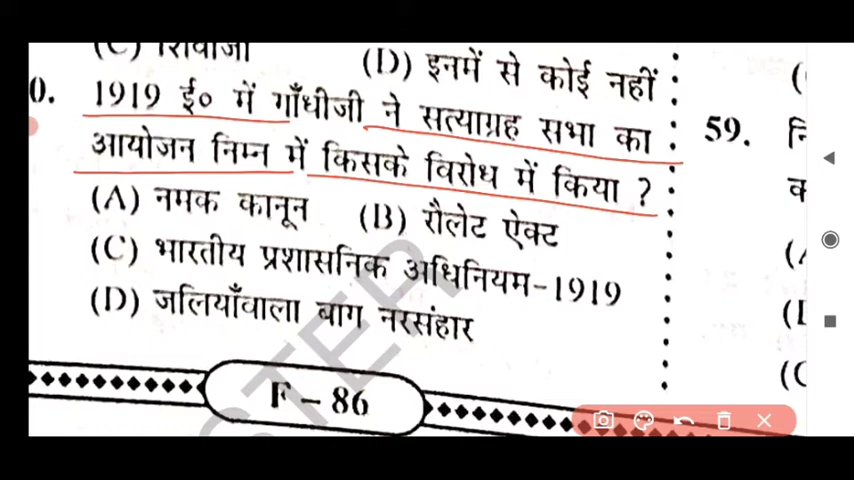 (C) शिवाजी
(D) इनमें से कोई नहीं
0. 1919 ई० में गाँधीजी ने सत्याग्रह सभा का
आयोजन निम्न में किसके विरोध में किया ?
(A) नमक कानून (B) रौलेट ऐक्ट
(C) भारतीय प्रशासनिक अधिनियम-1919
(D) जलियाँवाला बाग नरसंहार
F – 86
59.